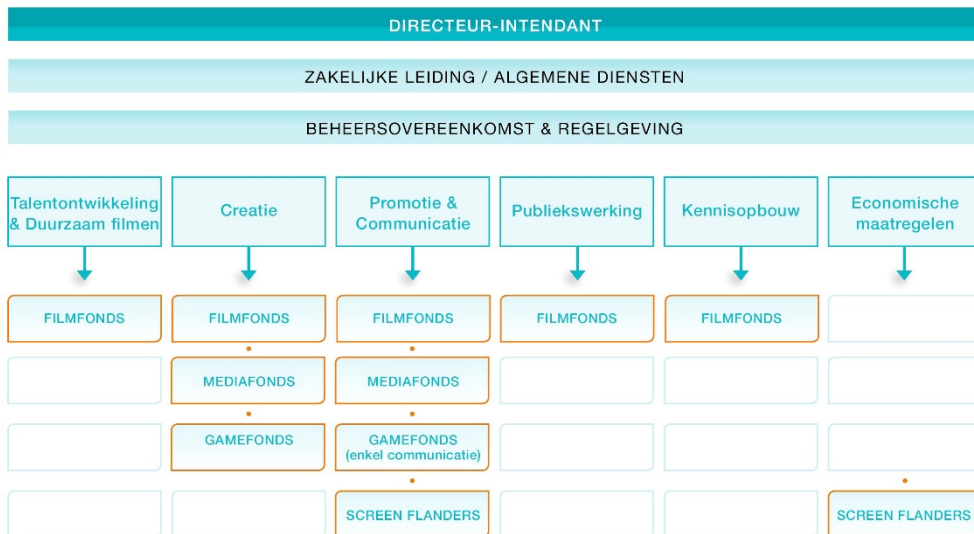 DIRECTEUR-INTENDANT
ZAKELIJKE LEIDING / ALGEMENE DIENSTEN
BEHEERSOVEREENKOMST & REGELGEVING
Talentontwikkeling
& Duurzaam filmen
Creatie
Promotie &
Communicatie
Publiekswerking
Kennisopbouw
Economische
maatregelen
FILMFONDS
FILMFONDS
FILMFONDS
FILMFONDS
FILMFONDS
MEDIAFONDS
MEDIAFONDS
GAMEFONDS
GAMEFONDS
(enkel communicatie)
SCREEN FLANDERS
SCREEN FLANDERS